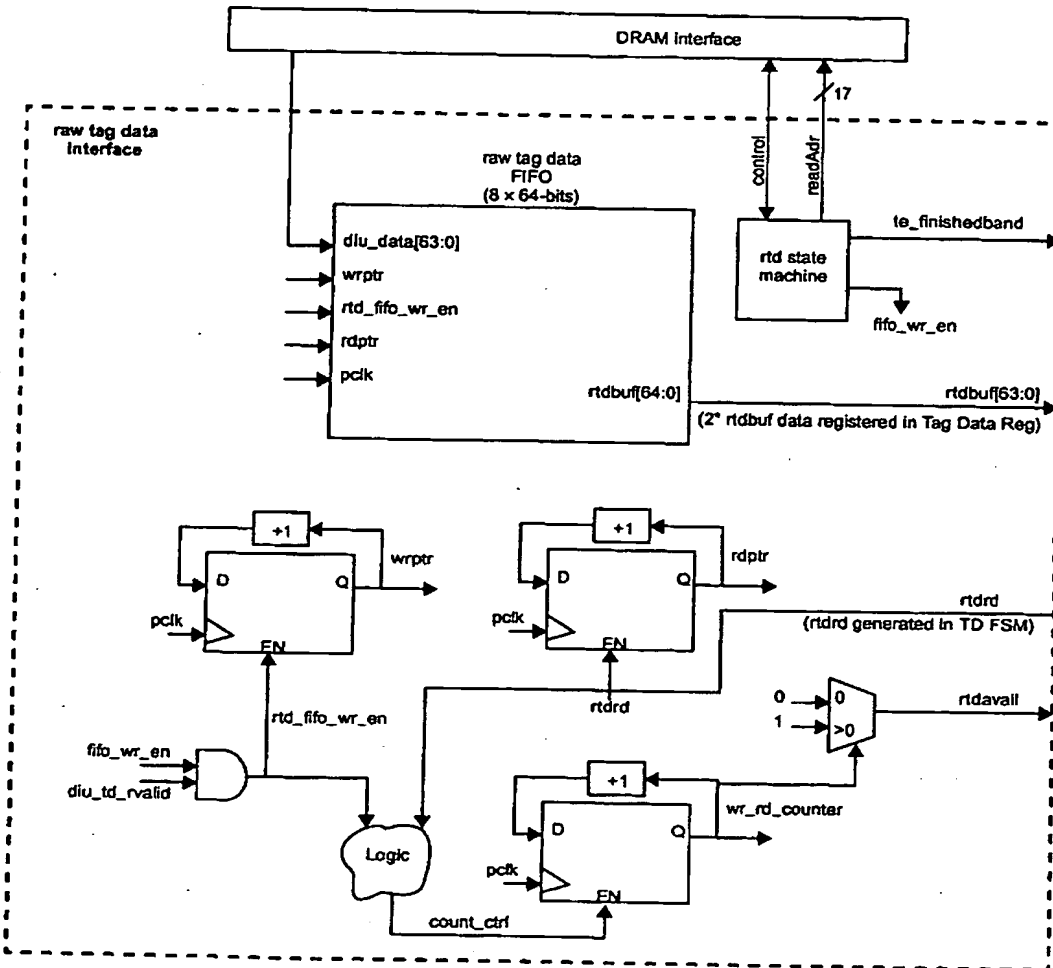 DRAM Interface
17
raw tag data
Interface
control
readAdr
raw tag data
FIFO
(8 × 64-bits)
diu_data[63:0]
wrptr
rtd_fifo_wr_en
rdptr
pclk
rtdbuf[64:0]
rtd state
machine
te_finishedband
fifo_wr_en
rtdbuf[63:0]
(2* rtdbuf data registered in Tag Data Reg)
+1
D
Q
wrptr
pclk
EN
rtd_fifo_wr_en
fifo_wr_en
diu_td_rvalid
+1
D
Q
rdptr
pclk
EN
rtdrd
rtdrd
(rtdrd generated in TD FSM)
0
0
1
>0
rtdavail
Logic
count_ctrl
+1
D
Q
wr_rd_counter
pclk
EN